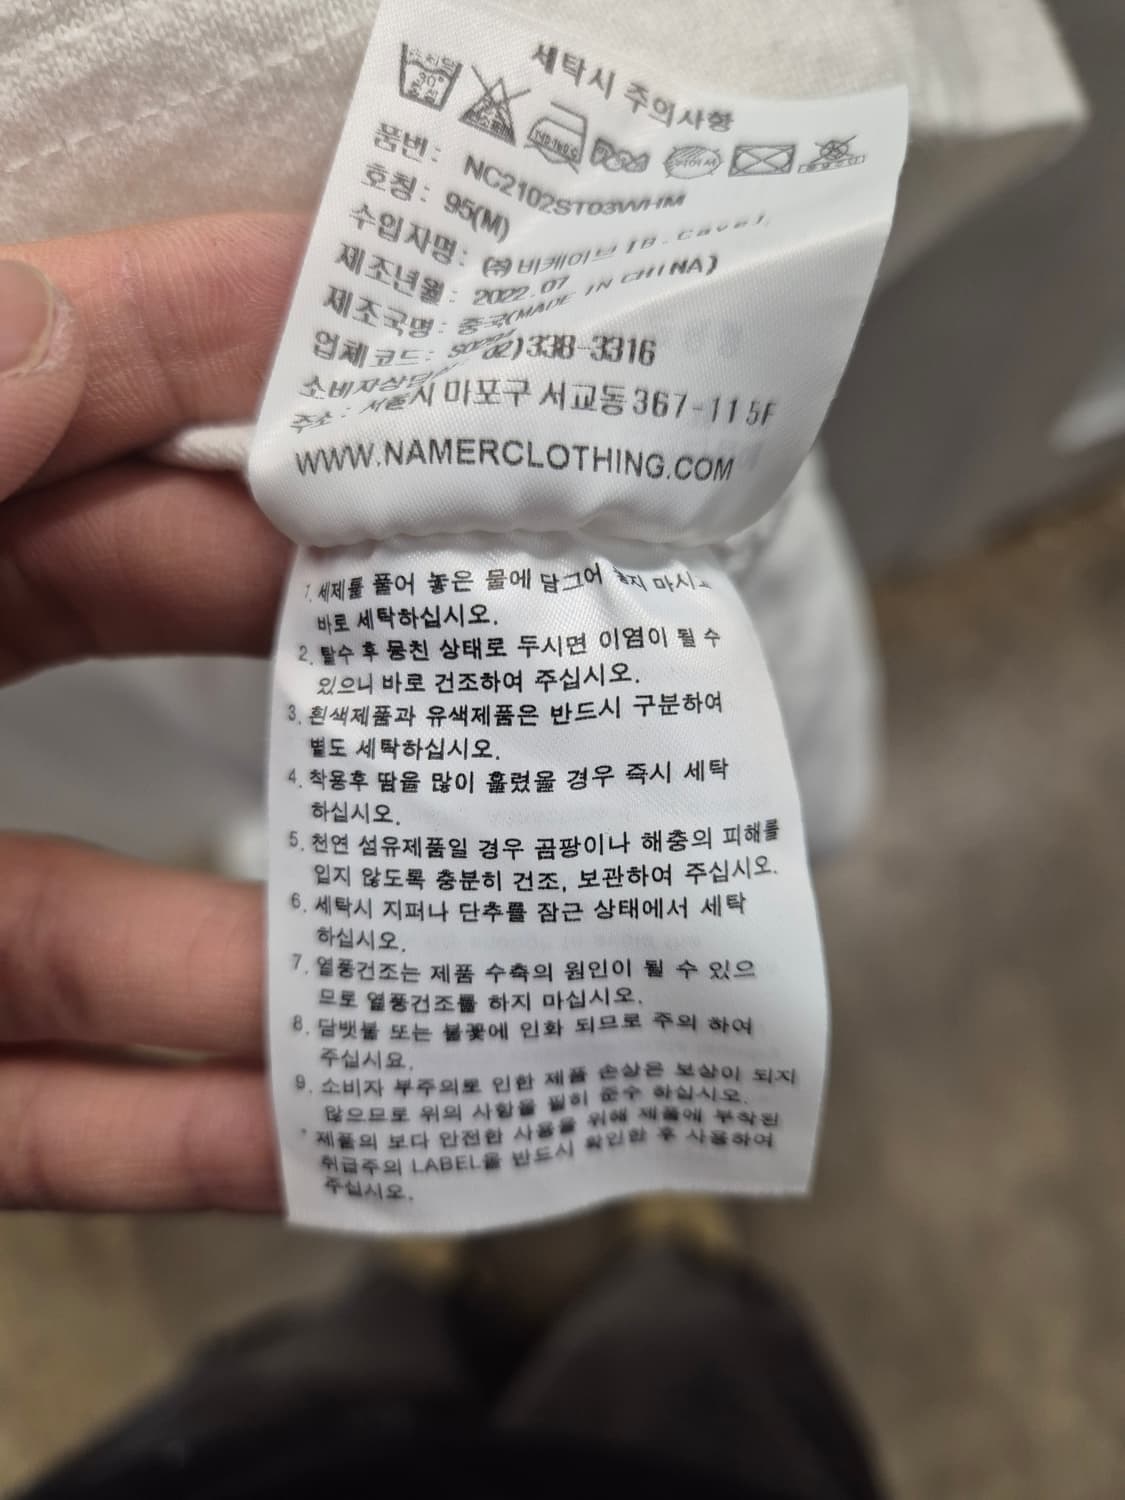 세탁시 주의사항
30°
중성
품번: NC2102ST03WHM
호칭: 95(M)
수입자명: (주)비케이브 (B.Cave)
제조년월: 2022.07
제조국명: 중국(MADE IN CHINA)
업체코드:
소비자상담 02)338-3316
주소: 서울시 마포구 서교동 367-11 5F
WWW.NAMERCLOTHING.COM
1. 세제를 풀어 놓은 물에 담그어 마시고
바로 세탁하십시오.
2. 탈수 후 뭉친 상태로 두시면 이염이 될 수
있으니 바로 건조하여 주십시오.
3. 흰색제품과 유색제품은 반드시 구분하여
별도 세탁하십시오.
4. 착용후 땀을 많이 흘렸을 경우 즉시 세탁
하십시오.
5. 천연 섬유제품일 경우 곰팡이나 해충의 피해를
입지 않도록 충분히 건조, 보관하여 주십시오.
6. 세탁시 지퍼나 단추를 잠근 상태에서 세탁
하십시오.
7. 열풍건조는 제품 수축의 원인이 될 수 있으
므로 열풍건조를 하지 마십시오.
8. 담뱃불 또는 불꽃에 인화 되므로 주의 하여
주십시요.
9. 소비자 부주의로 인한 제품 손상은 보상이 되지
않으므로 위의 사항을 필히 준수 하십시오.
* 제품의 보다 안전한 사용을 위해 제품에 부착된
취급주의 LABEL을 반드시 확인한 후 사용하여
주십시오.